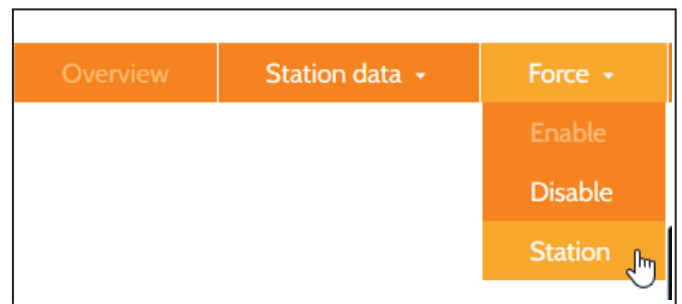 Overview Station data Force
Enable
Disable
Station